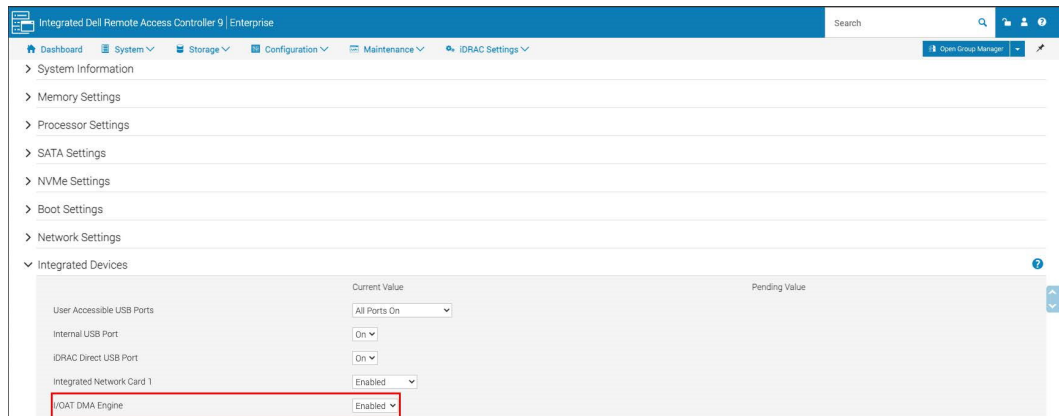 Integrated Dell Remote Access Controller 9 | Enterprise Search
Dashboard System Storage Configuration Maintenance iDRAC Settings Open Group Manager
System Information
Memory Settings
Processor Settings
SATA Settings
NVMe Settings
Boot Settings
Network Settings
Integrated Devices
Current Value Pending Value
User Accessible USB Ports All Ports On
Internal USB Port On
iDRAC Direct USB Port On
Integrated Network Card 1 Enabled
I/OAT DMA Engine Enabled